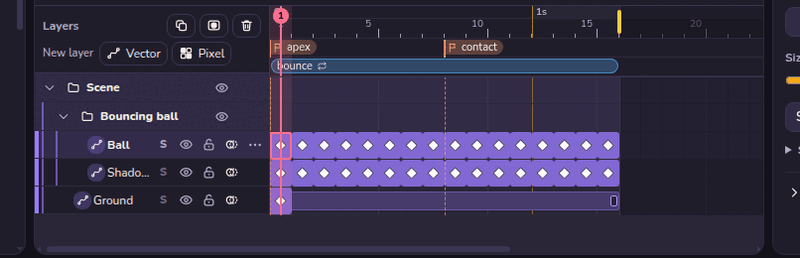 Layers
New layer
Vector
Pixel
1
5
10
1s
15
20
apex
contact
bounce
Scene
Bouncing ball
Ball
S
Shado...
S
Ground
S
Siz
S